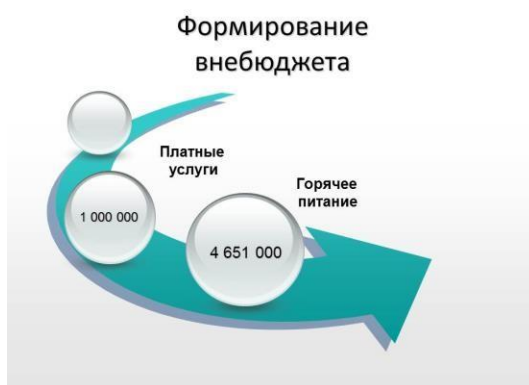 Формирование
внебюджета
Платные
услуги
1 000 000
Горячее
питание
4 651 000